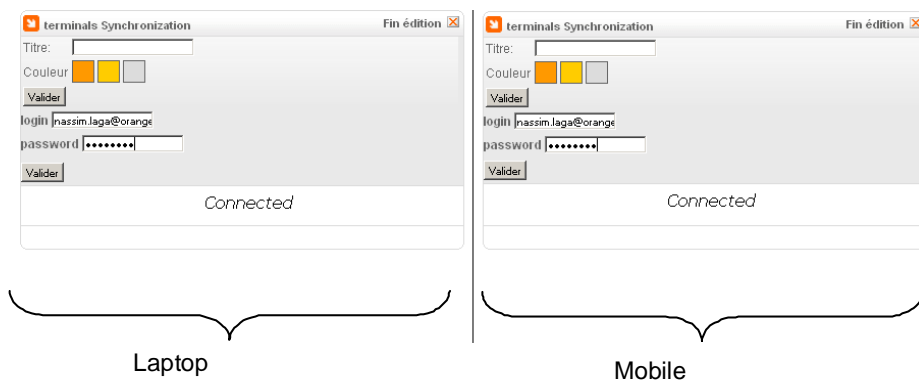 terminals Synchronization Fin édition
Titre:
Couleur
Valider
login nassim.laga@orange
password ••••••••
Valider
Connected
Laptop
terminals Synchronization Fin édition
Titre:
Couleur
Valider
login nassim.laga@orange
password ••••••••
Valider
Connected
Mobile